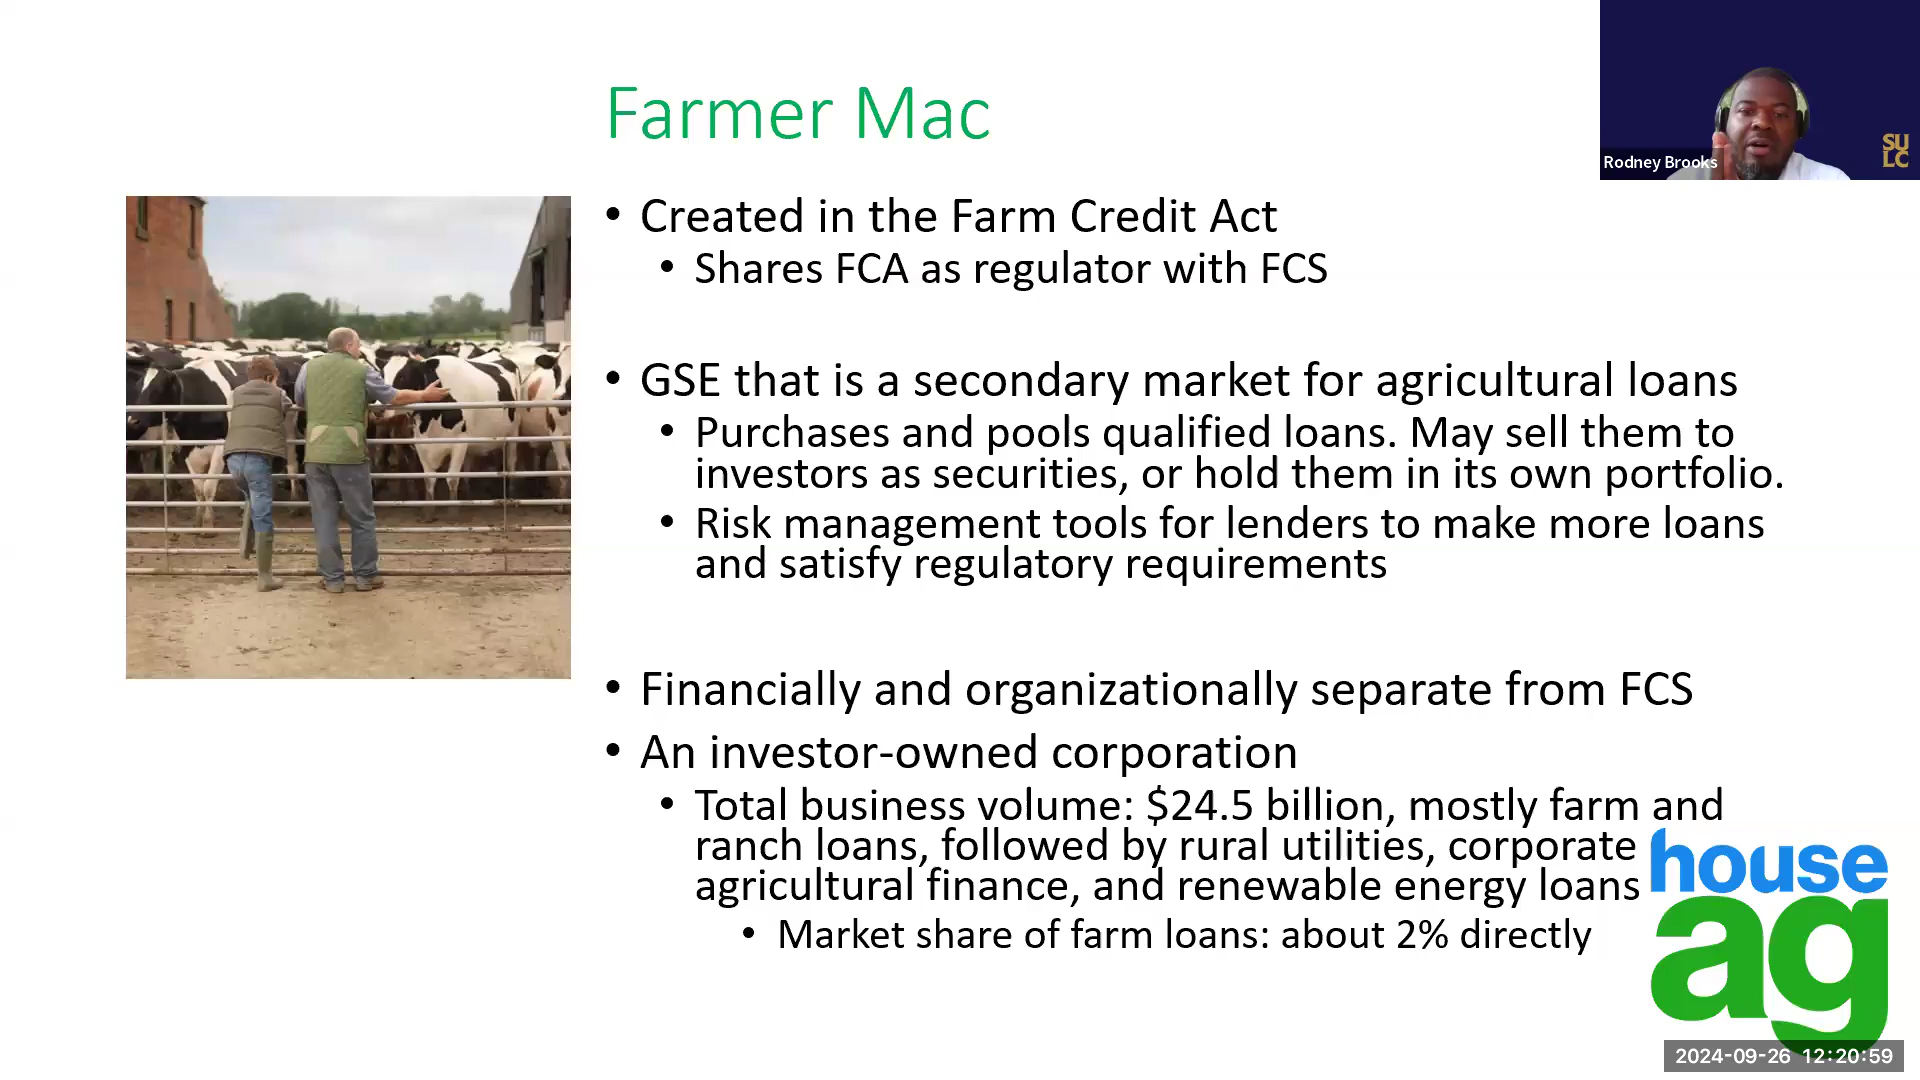 Farmer Mac
Rodney Brooks
SU
LC
• Created in the Farm Credit Act
• Shares FCA as regulator with FCS
• GSE that is a secondary market for agricultural loans
• Purchases and pools qualified loans. May sell them to
investors as securities, or hold them in its own portfolio.
• Risk management tools for lenders to make more loans
and satisfy regulatory requirements
• Financially and organizationally separate from FCS
• An investor-owned corporation
• Total business volume: $24.5 billion, mostly farm and
ranch loans, followed by rural utilities, corporate
agricultural finance, and renewable energy loans
• Market share of farm loans: about 2% directly
house
ag
2024-09-26 12:20:59